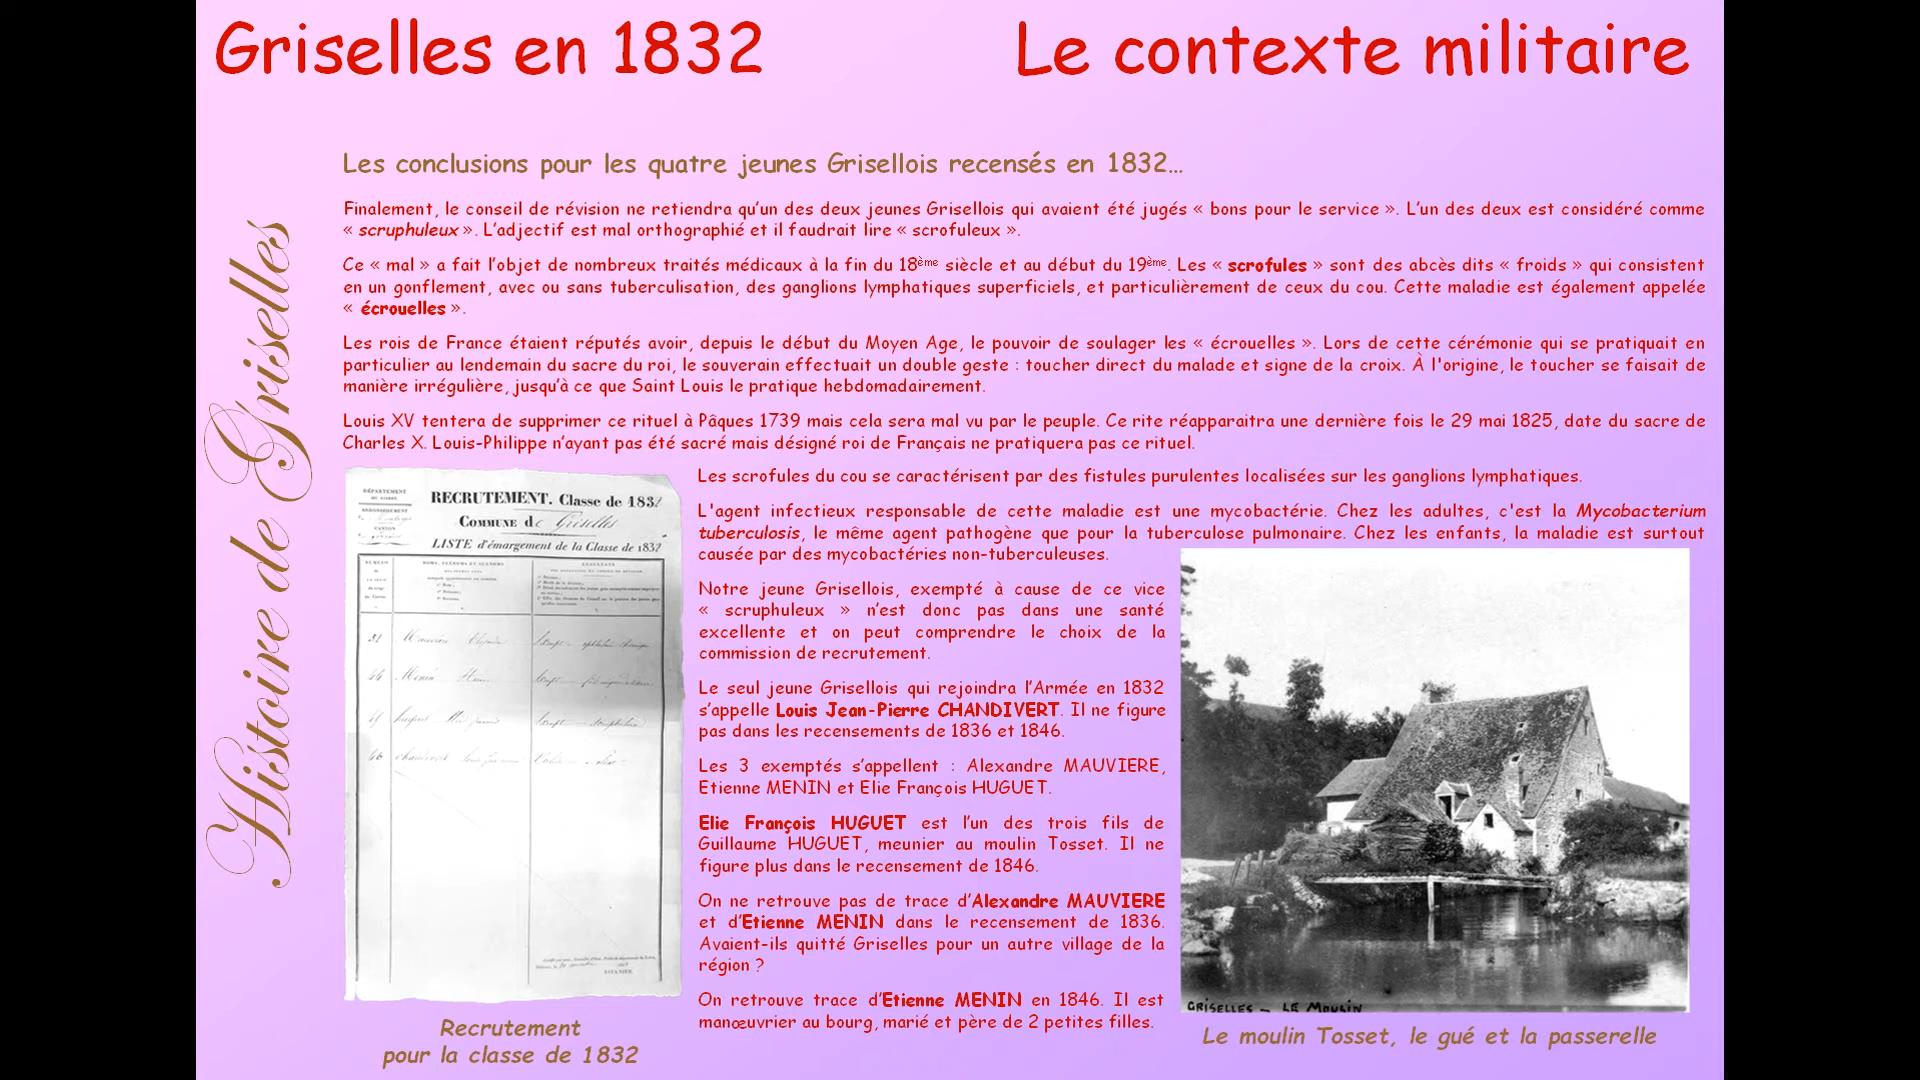 Griselles en 1832
Le contexte militaire
Histoire de Griselles
Les conclusions pour les quatre jeunes Grisellois recensés en 1832...
Finalement, le conseil de révision ne retiendra qu’un des deux jeunes Grisellois qui avaient été jugés « bons pour le service ». L’un des deux est considéré comme
« scruphuleux ». L’adjectif est mal orthographié et il faudrait lire « scrofuleux ».
Ce « mal » a fait l’objet de nombreux traités médicaux à la fin du 18ème siècle et au début du 19ème. Les « scrofules » sont des abcès dits « froids » qui consistent
en un gonflement, avec ou sans tuberculisation, des ganglions lymphatiques superficiels, et particulièrement de ceux du cou. Cette maladie est également appelée
« écrouelles ».
Les rois de France étaient réputés avoir, depuis le début du Moyen Age, le pouvoir de soulager les « écrouelles ». Lors de cette cérémonie qui se pratiquait en
particulier au lendemain du sacre du roi, le souverain effectuait un double geste : toucher direct du malade et signe de la croix. À l'origine, le toucher se faisait de
manière irrégulière, jusqu’à ce que Saint Louis le pratique hebdomadairement.
Louis XV tentera de supprimer ce rituel à Pâques 1739 mais cela sera mal vu par le peuple. Ce rite réapparaitra une dernière fois le 29 mai 1825, date du sacre de
Charles X. Louis-Philippe n’ayant pas été sacré mais désigné roi de Français ne pratiquera pas ce rituel.
Les scrofules du cou se caractérisent par des fistules purulentes localisées sur les ganglions lymphatiques.
L'agent infectieux responsable de cette maladie est une mycobactérie. Chez les adultes, c'est la Mycobacterium
tuberculosis, le même agent pathogène que pour la tuberculose pulmonaire. Chez les enfants, la maladie est surtout
causée par des mycobactéries non-tuberculeuses.
Notre jeune Grisellois, exempté à cause de ce vice
« scruphuleux » n’est donc pas dans une santé
excellente et on peut comprendre le choix de la
commission de recrutement.
Le seul jeune Grisellois qui rejoindra l’Armée en 1832
s’appelle Louis Jean-Pierre CHANDIVERT. Il ne figure
pas dans les recensements de 1836 et 1846.
Les 3 exemptés s’appellent : Alexandre MAUVIERE,
Etienne MENIN et Elie François HUGUET.
Elie François HUGUET est l’un des trois fils de
Guillaume HUGUET, meunier au moulin Tosset. Il ne
figure plus dans le recensement de 1846.
On ne retrouve pas de trace d’Alexandre MAUVIERE
et d’Etienne MENIN dans le recensement de 1836.
Avaient-ils quitté Griselles pour un autre village de la
région ?
On retrouve trace d’Etienne MENIN en 1846. Il est
manœuvrier au bourg, marié et père de 2 petites filles.
DÉPARTEMENT
RECRUTEMENT. Classe de 1832
COMMUNE de Griselles
LISTE d'émargement de la Classe de 1832
Recrutement
pour la classe de 1832
GRISELLES - LE MOULIN
Le moulin Tosset, le gué et la passerelle